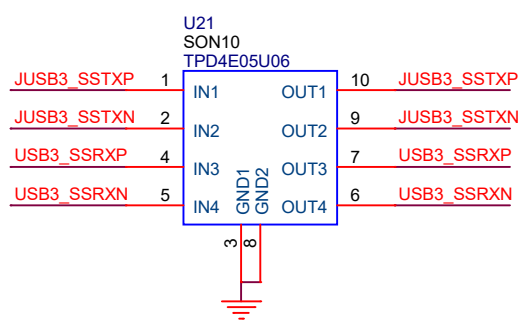 U21
SON10
TPD4E05U06
JUSB3_SSTXP 1 IN1 OUT1 10 JUSB3_SSTXP
JUSB3_SSTXN 2 IN2 OUT2 9 JUSB3_SSTXN
USB3_SSRXP 4 IN3 OUT3 7 USB3_SSRXP
USB3_SSRXN 5 IN4 OUT4 6 USB3_SSRXN
GND1
GND2
3
8